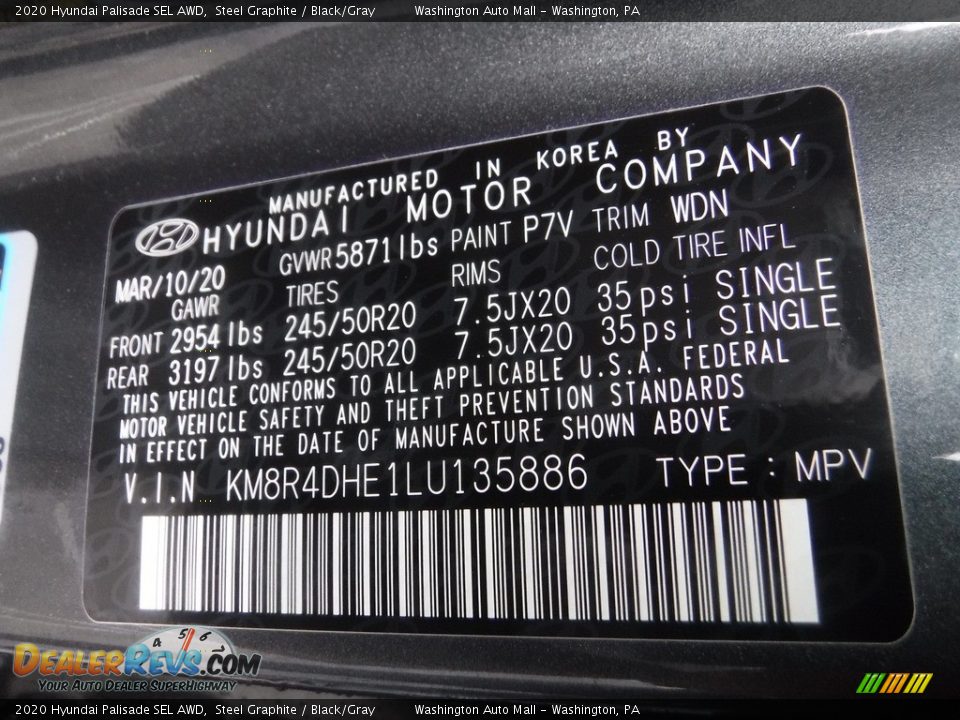 2020 Hyundai Palisade SEL AWD, Steel Graphite / Black/Gray Washington Auto Mall - Washington, PA
MANUFACTURED IN KOREA BY
HYUNDAI MOTOR COMPANY
MAR/10/20 GVWR 5871 lbs PAINT P7V TRIM WDN
GAWR TIRES RIMS COLD TIRE INFL
FRONT 2954 lbs 245/50R20 7.5JX20 35psi SINGLE
REAR 3197 lbs 245/50R20 7.5JX20 35psi SINGLE
THIS VEHICLE CONFORMS TO ALL APPLICABLE U.S.A. FEDERAL
MOTOR VEHICLE SAFETY AND THEFT PREVENTION STANDARDS
IN EFFECT ON THE DATE OF MANUFACTURE SHOWN ABOVE
V.I.N KM8R4DHE1LU135886 TYPE : MPV
4 5 6
DEALERREVS.COM
YOUR AUTO DEALER SUPERHIGHWAY
2020 Hyundai Palisade SEL AWD, Steel Graphite / Black/Gray Washington Auto Mall - Washington, PA